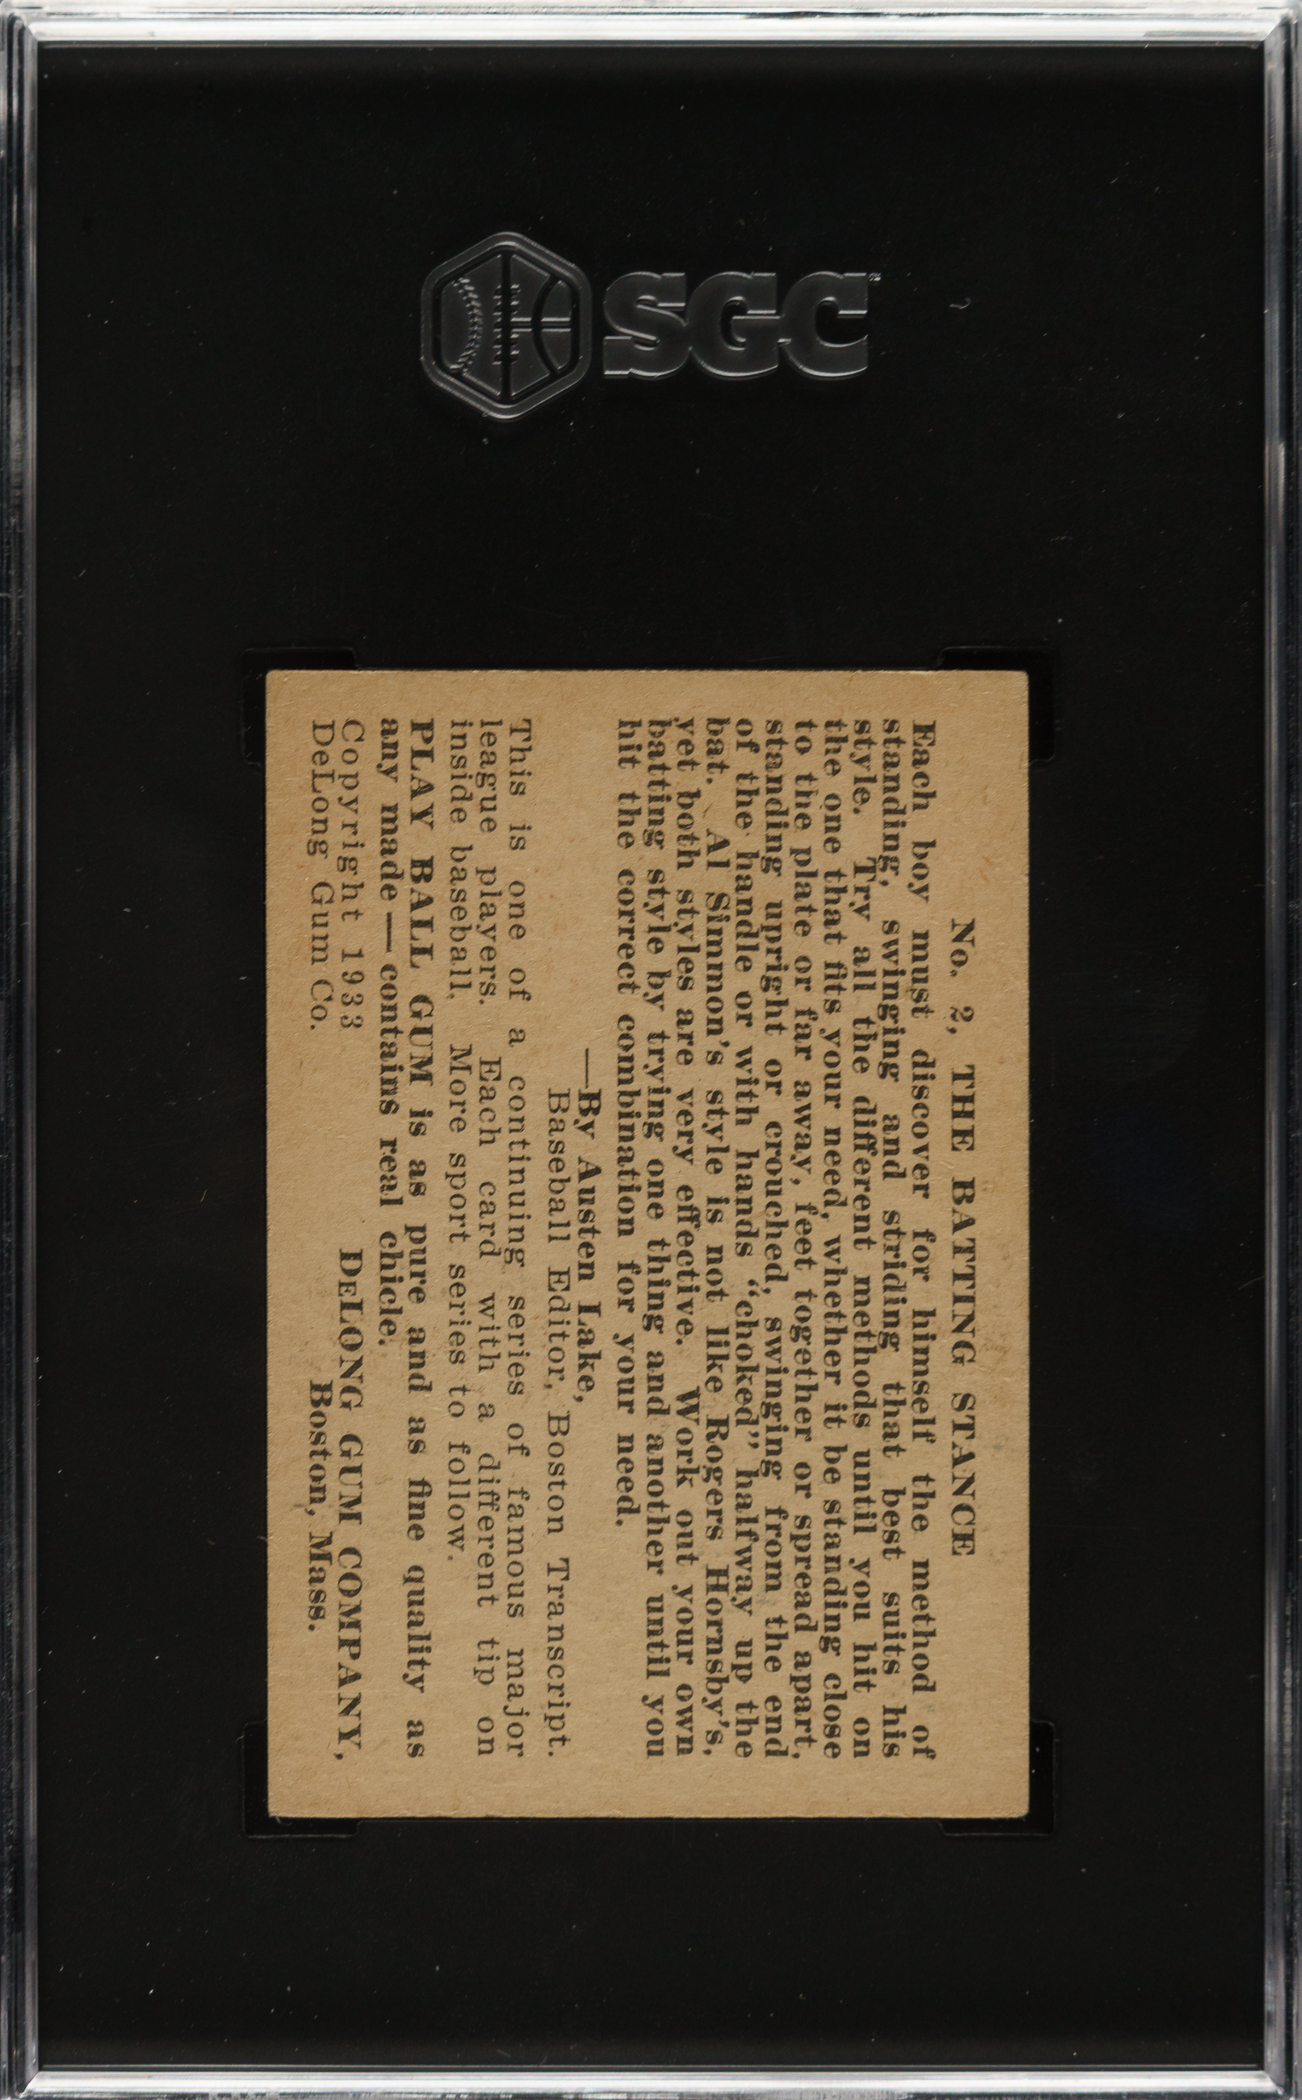 SGC
No. 2, THE BATTING STANCE
Each boy must discover for himself the method of
standing, swinging and striding that best suits his
style. Try all the different methods until you hit on
the one that fits your need, whether it be standing close
to the plate or far away, feet together or spread apart,
standing upright or crouched, swinging from the end
of the handle or with hands “choked” halfway up the
bat. Al Simmon's style is not like Rogers Hornsby's,
yet both styles are very effective. Work out your own
batting style by trying one thing and another until you
hit the correct combination for your need.
—By Austen Lake,
Baseball Editor, Boston Transcript.
This is one of a continuing series of famous major
league players. Each card with a different tip on
inside baseball. More sport series to follow.
PLAY BALL GUM is as pure and as fine quality as
any made — contains real chicle.
Copyright 1933 DELONG GUM COMPANY,
DeLong Gum Co. Boston, Mass.